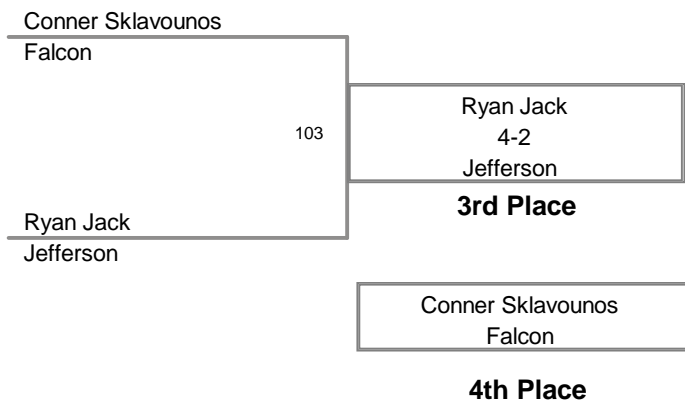 Conner Sklavounos
Falcon
103
Ryan Jack
4-2
Jefferson
3rd Place
Ryan Jack
Jefferson
Conner Sklavounos
Falcon
4th Place